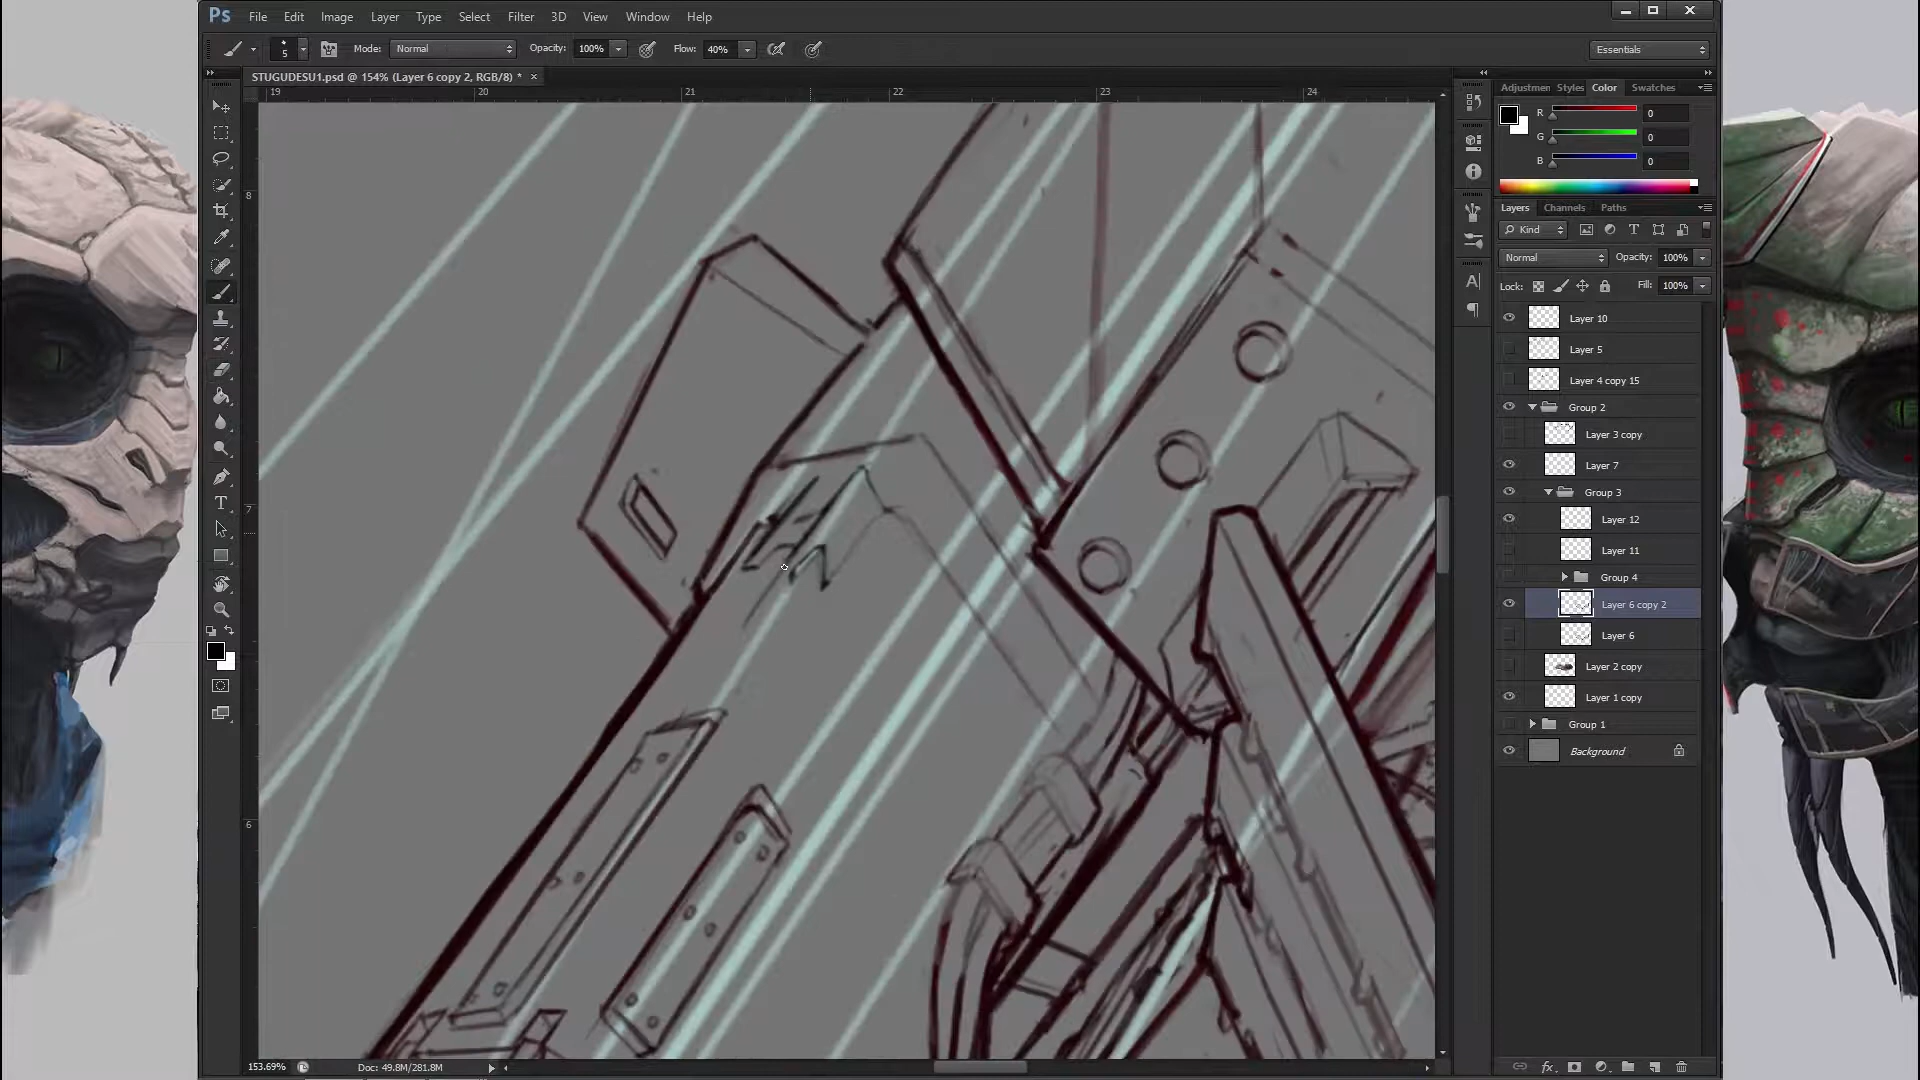 Ps File Edit Image Layer Type Select Filter 3D View Window Help
5 Mode: Normal Opacity: 100% Flow: 40% Essentials
STUGUDESU1.psd @ 154% (Layer 6 copy 2, RGB/8) * ×
19 20 21 22 23 24
8
7
6
Adjustmen Styles Color Swatches
R 0
G 0
B 0
Layers Channels Paths
Kind
Normal Opacity: 100%
Lock: Fill: 100%
Layer 10
Layer 5
Layer 4 copy 15
Group 2
Layer 3 copy
Layer 7
Group 3
Layer 12
Layer 11
Group 4
Layer 6 copy 2
Layer 6
Layer 2 copy
Layer 1 copy
Group 1
Background
153.69% Doc: 49.8M/281.8M